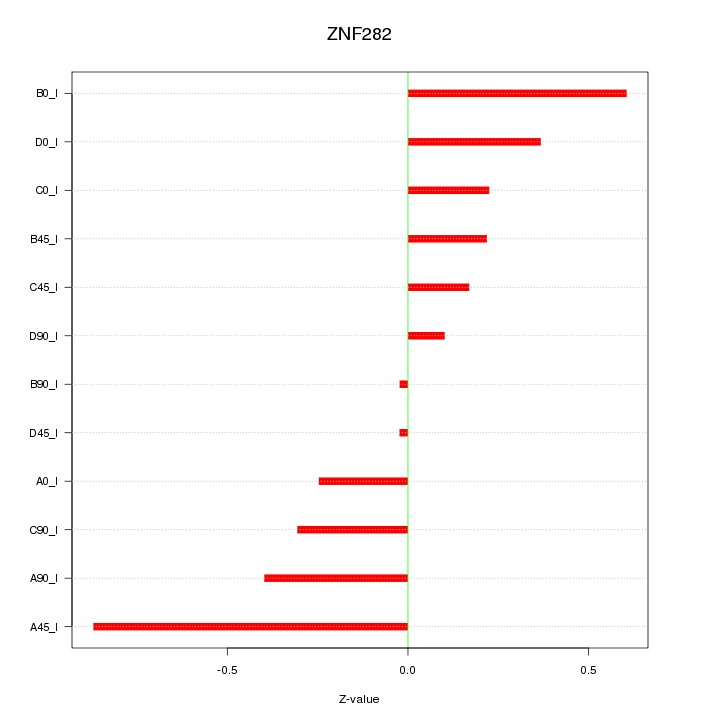 ZNF282
B0_I
D0_I
C0_I
B45_I
C45_I
D90_I
B90_I
D45_I
A0_I
C90_I
A90_I
A45_I
-0.5 0.0 0.5
Z-value